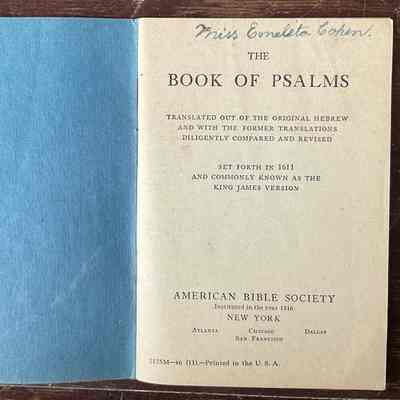 Miss
THE
BOOK OF PSALMS
TRANSLATED OUT OF THE ORIGINAL HEBREW
AND WITH THE FORMER TRANSLATIONS
DILIGENTLY COMPARED AND REVISED
SET FORTH IN 1611
AND COMMONLY KNOWN AS THE
KING JAMES VERSION
AMERICAN BIBLE SOCIETY
Instituted in the year 1816
NEW YORK
Atlanta Chicago Dallas
San Francisco
Printed in the U. S. A.